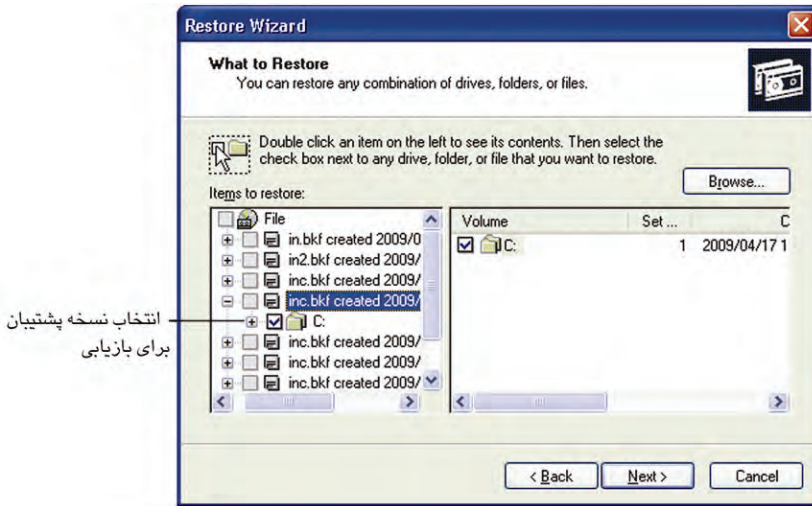 Restore Wizard
What to Restore
You can restore any combination of drives, folders, or files.
Double click an item on the left to see its contents. Then select the
check box next to any drive, folder, or file that you want to restore.
Browse...
Items to restore:
File
in.bkf created 2009/0
in2.bkf created 2009/
inc.bkf created 2009/
inc.bkf created 2009/
C:
inc.bkf created 2009/
inc.bkf created 2009/
inc.bkf created 2009/
Volume Set ... C
C: 1 2009/04/17 1
انتخاب نسخه پشتیبان
برای بازیابی
< Back Next > Cancel